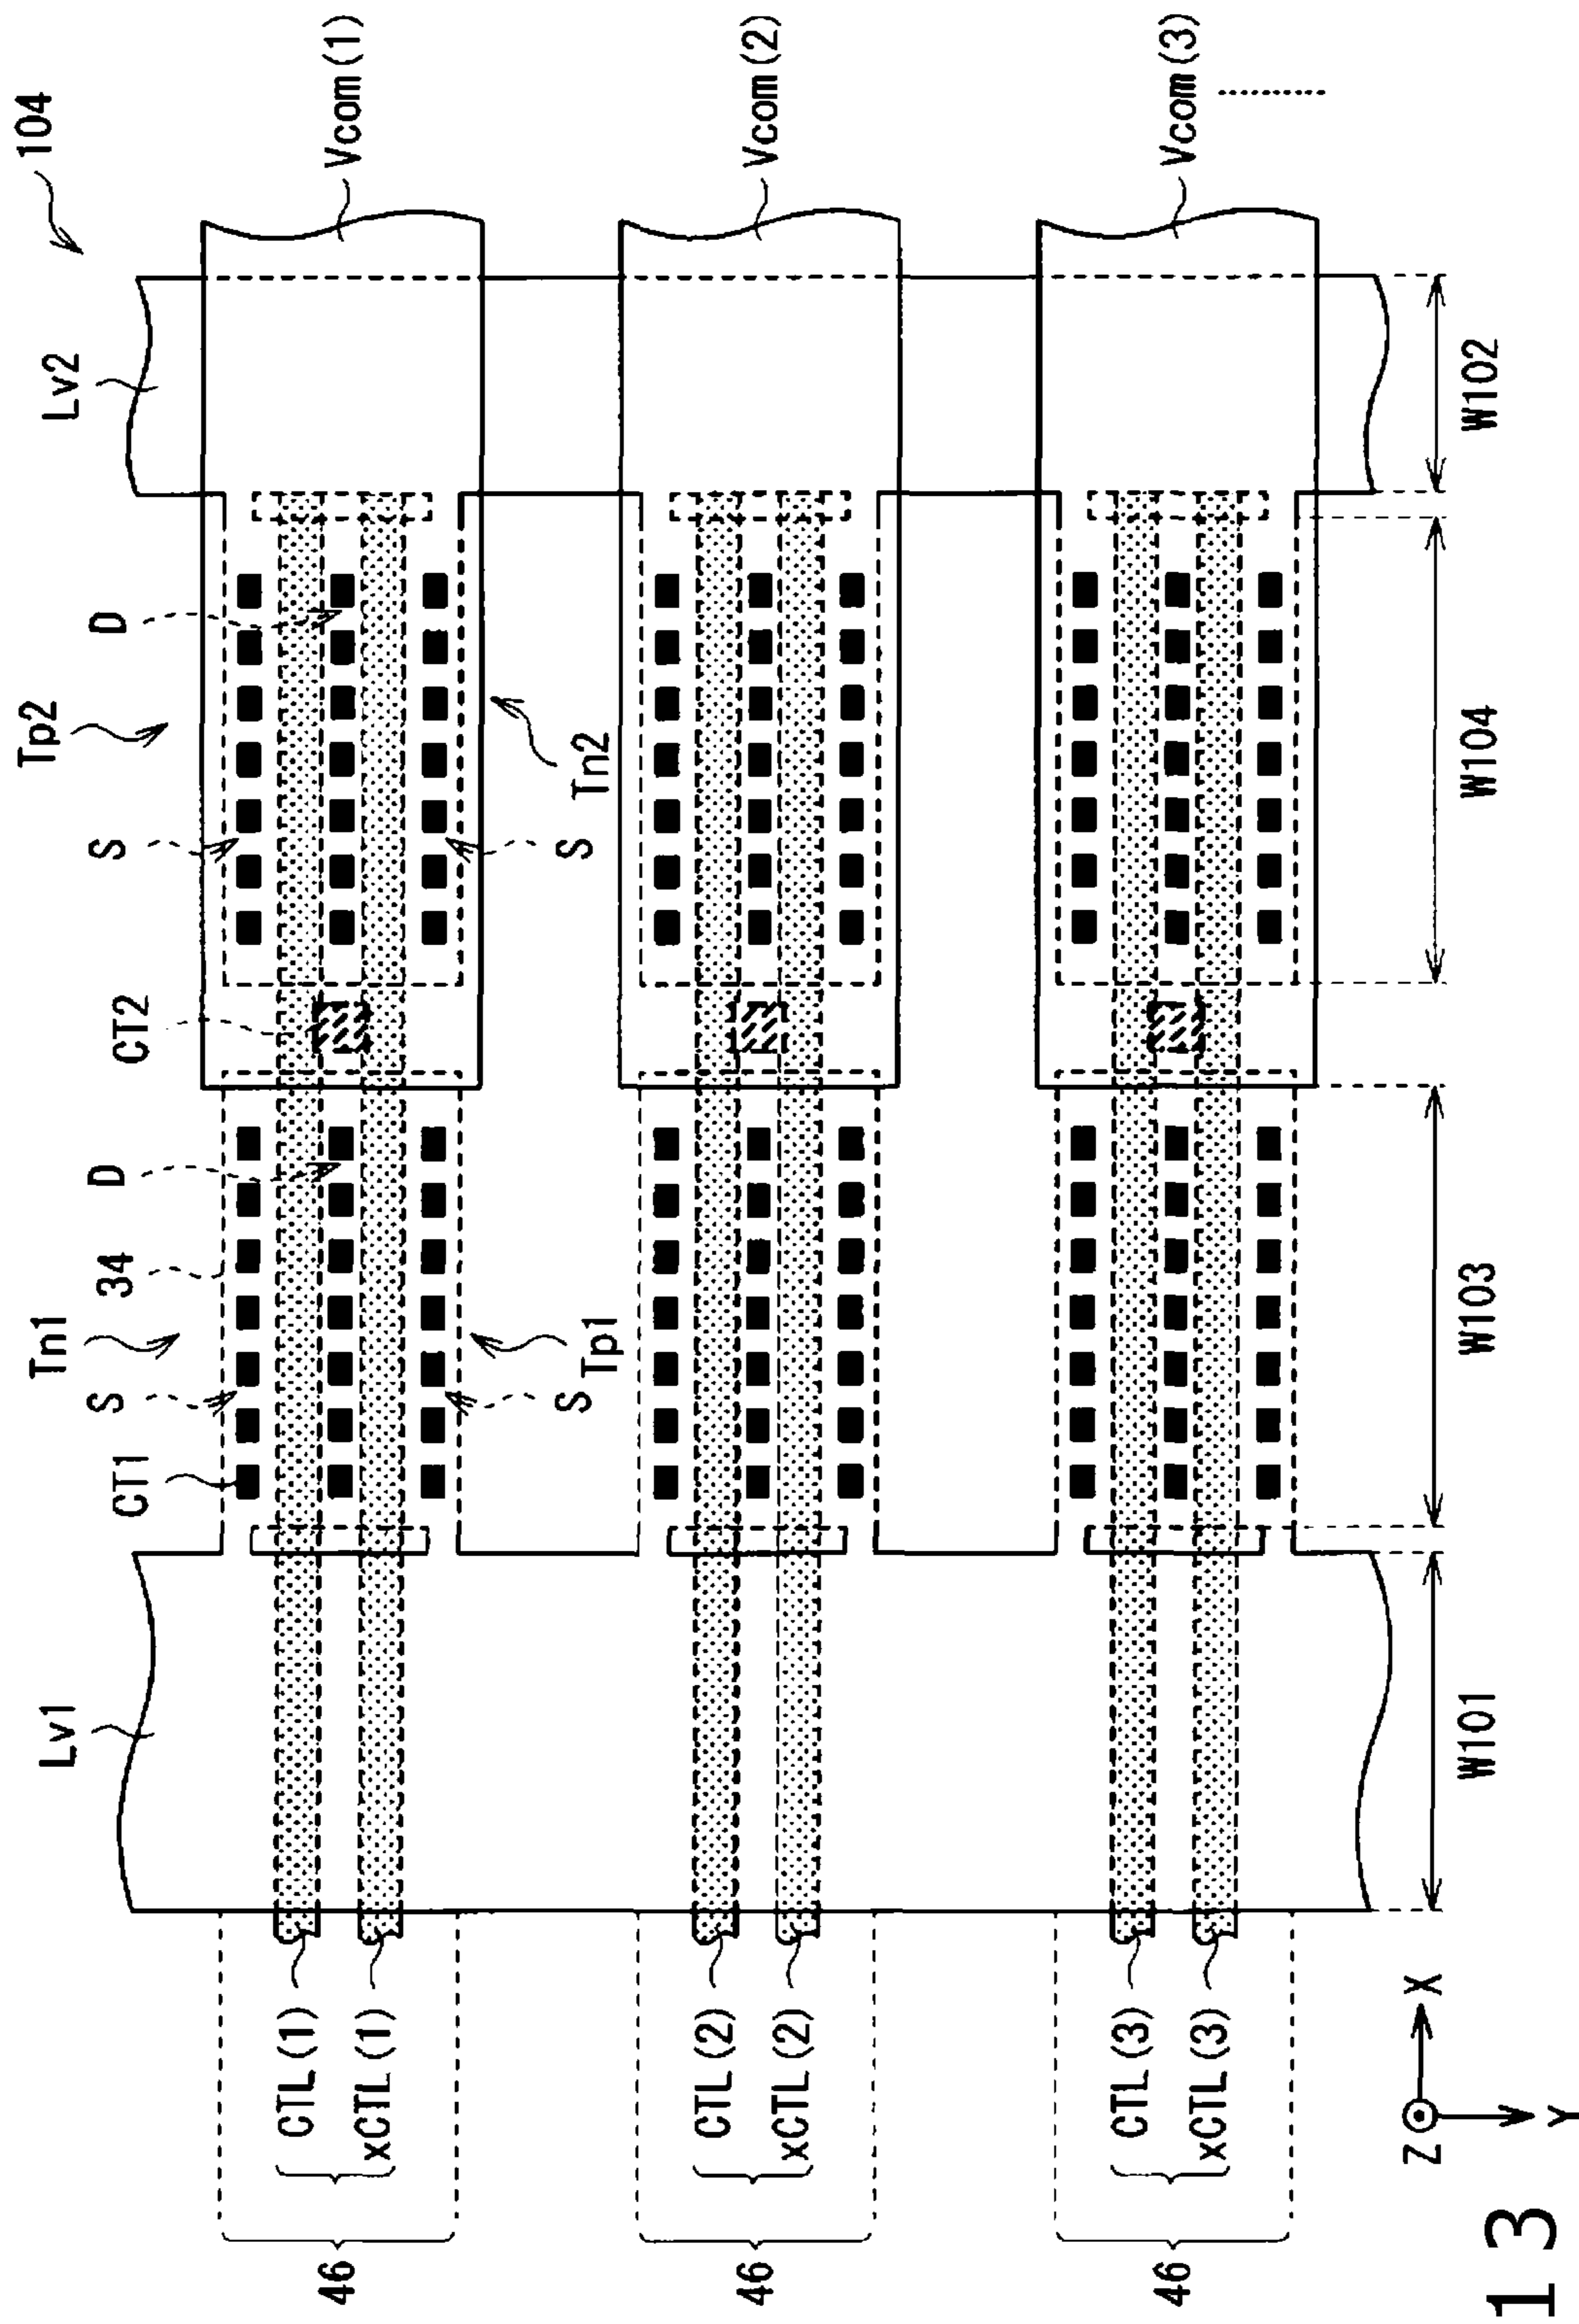 104
Lv1
CT1
Tn1
S
34
D
CT2
S
Tp2
D
Lv2
Vcom(1)
S
Tp1
S
Tn2
Vcom(2)
Vcom(3)
46
CTL(1)
xCTL(1)
46
CTL(2)
xCTL(2)
46
CTL(3)
xCTL(3)
W101
W103
W104
W102
Z
X
Y
13